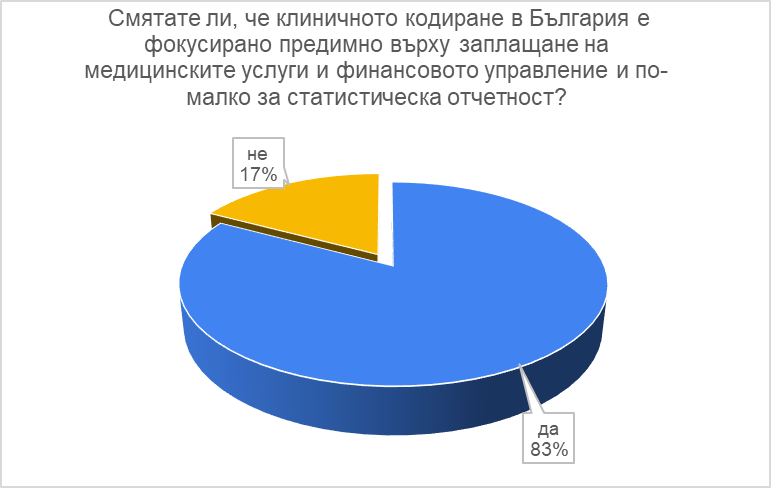 Смятате ли, че клиничното кодиране в България е
фокусирано предимно върху заплащане на
медицинските услуги и финансовото управление и по-
малко за статистическа отчетност?
не
17%
да
83%